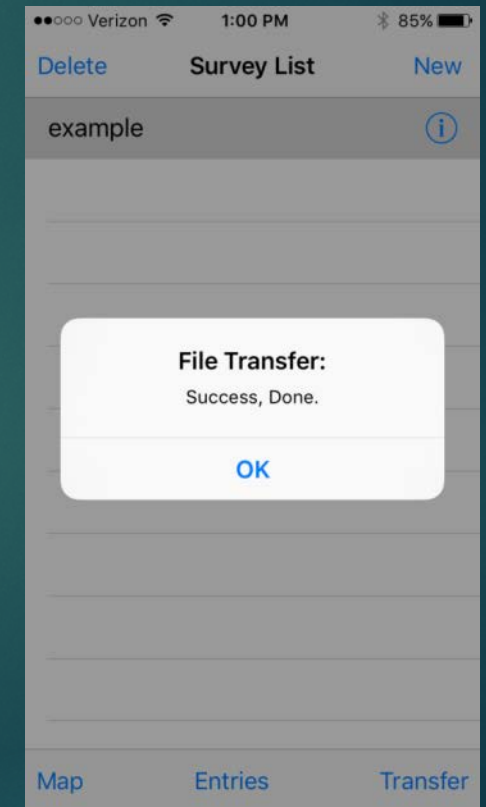 Verizon 1:00 PM 85%
Delete Survey List New
example
File Transfer:
Success, Done.
OK
Map Entries Transfer